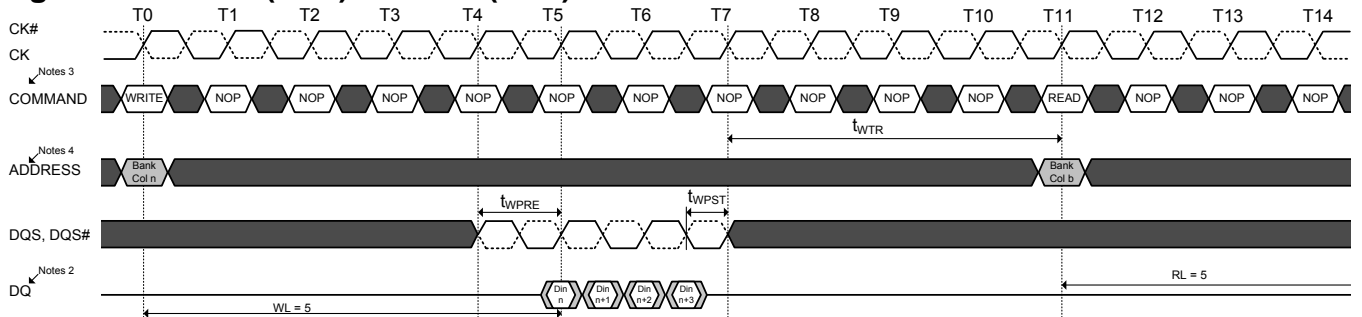 T0 T1 T2 T3 T4 T5 T6 T7 T8 T9 T10 T11 T12 T13 T14
CK#
CK
Notes 3
COMMAND WRITE NOP NOP NOP NOP NOP NOP NOP NOP NOP NOP READ NOP NOP NOP
tWTR
Notes 4
ADDRESS
Bank Col n
Bank Col b
tWPRE tWPST
DQS, DQS#
Notes 2
DQ
Din n
Din n+1
Din n+2
Din n+3
RL = 5
WL = 5